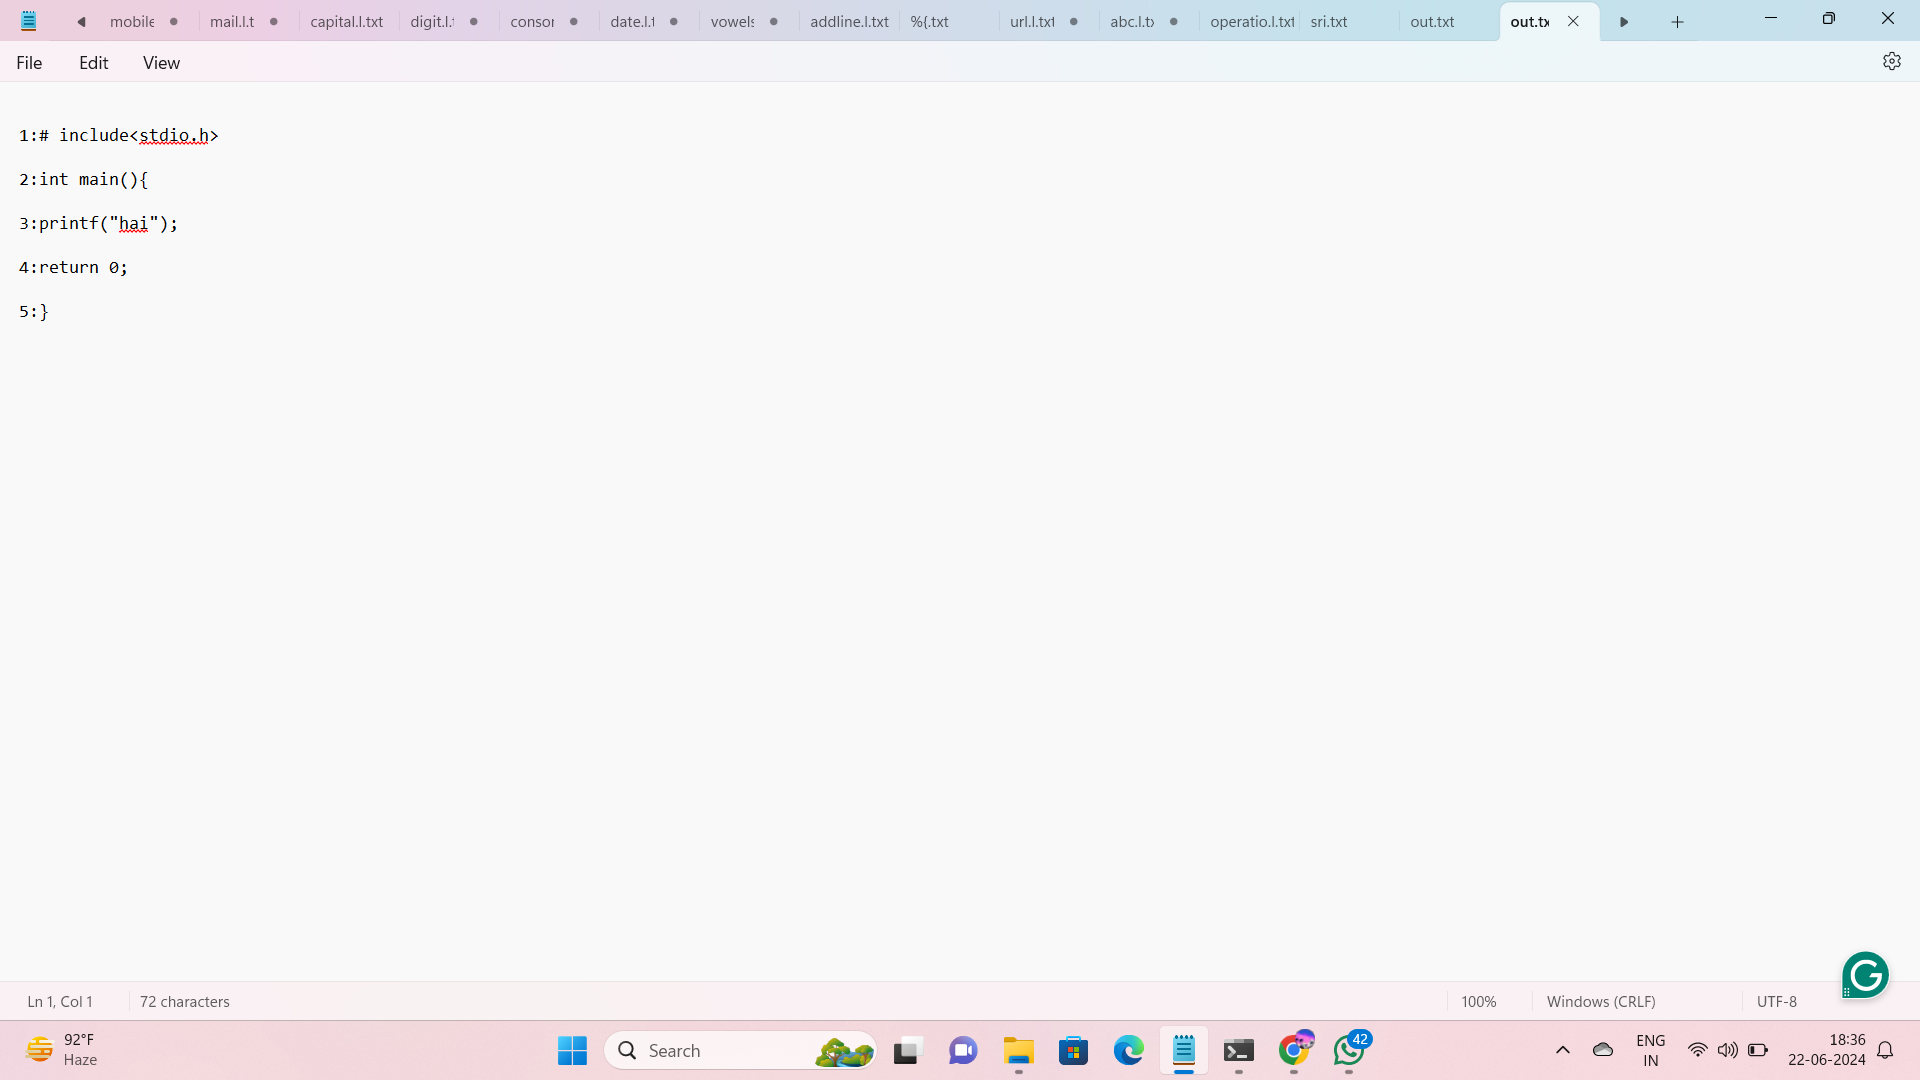 mobile mail.l.t capital.l.txt digit.l. consor date.l.t vowels addline.l.txt %{.txt url.l.txt abc.l.tx operatio.l.txt sri.txt out.txt out.tx
File Edit View
1:# include<stdio.h>
2:int main(){
3:printf("hai");
4:return 0;
5:}
Ln 1, Col 1 72 characters 100% Windows (CRLF) UTF-8
92°F
Haze
Search
42
ENG
IN
18:36
22-06-2024